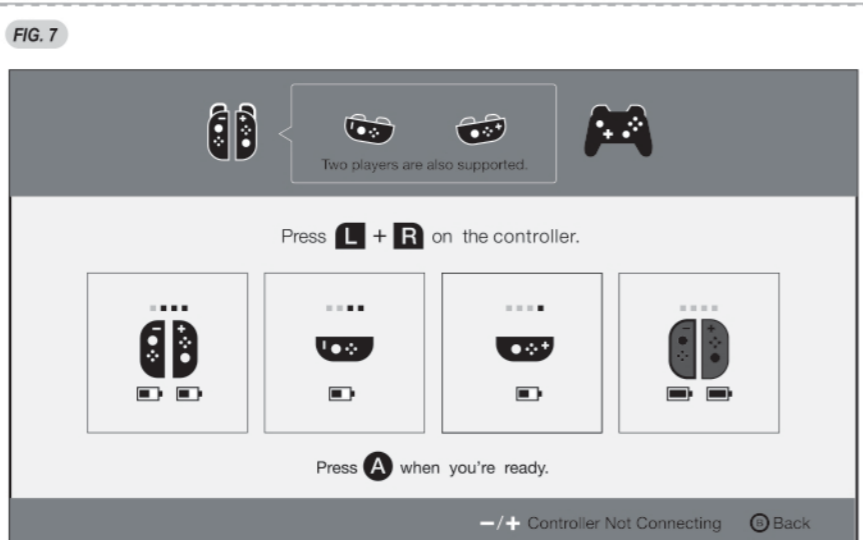 FIG. 7
Two players are also supported.
Press L + R on the controller.
Press A when you're ready.
−/+ Controller Not Connecting B Back